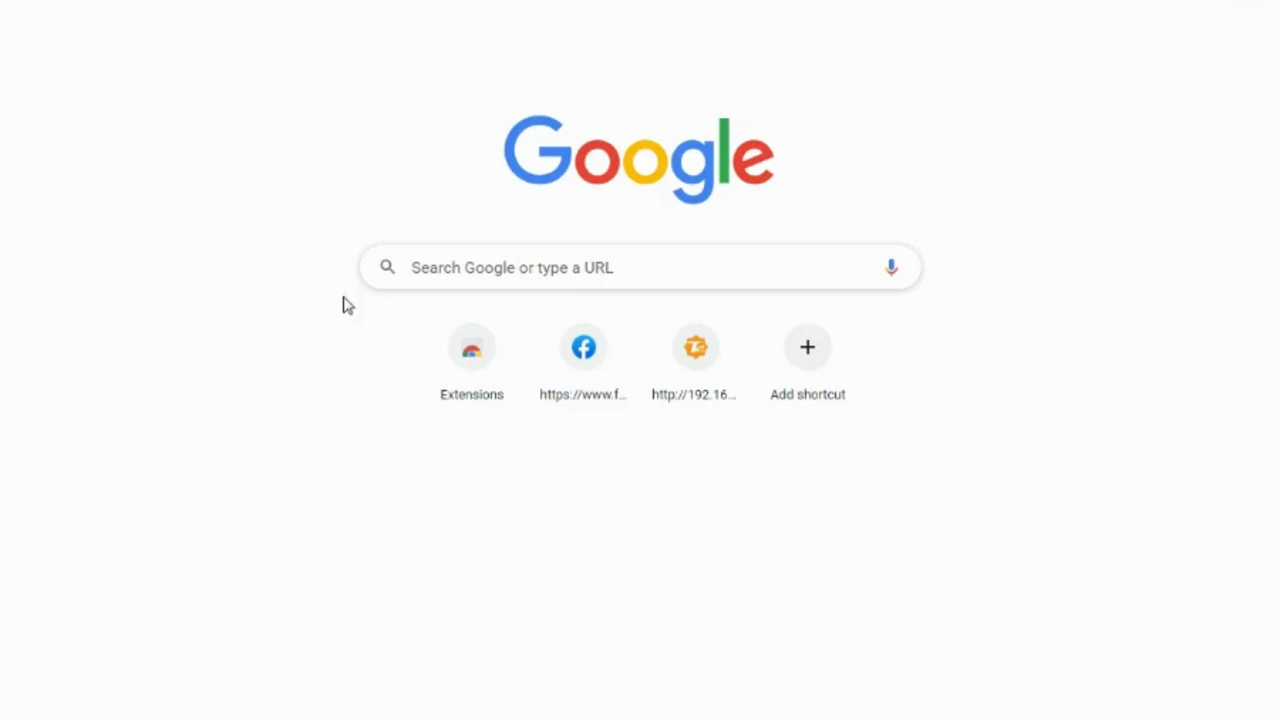 Google
Search Google or type a URL
Extensions
https://www.f...
http://192.16...
Add shortcut